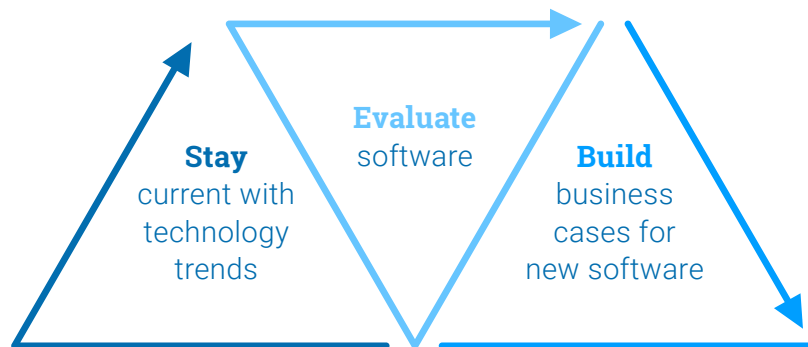 Stay
current with
technology
trends
Evaluate
software
Build
business
cases for
new software